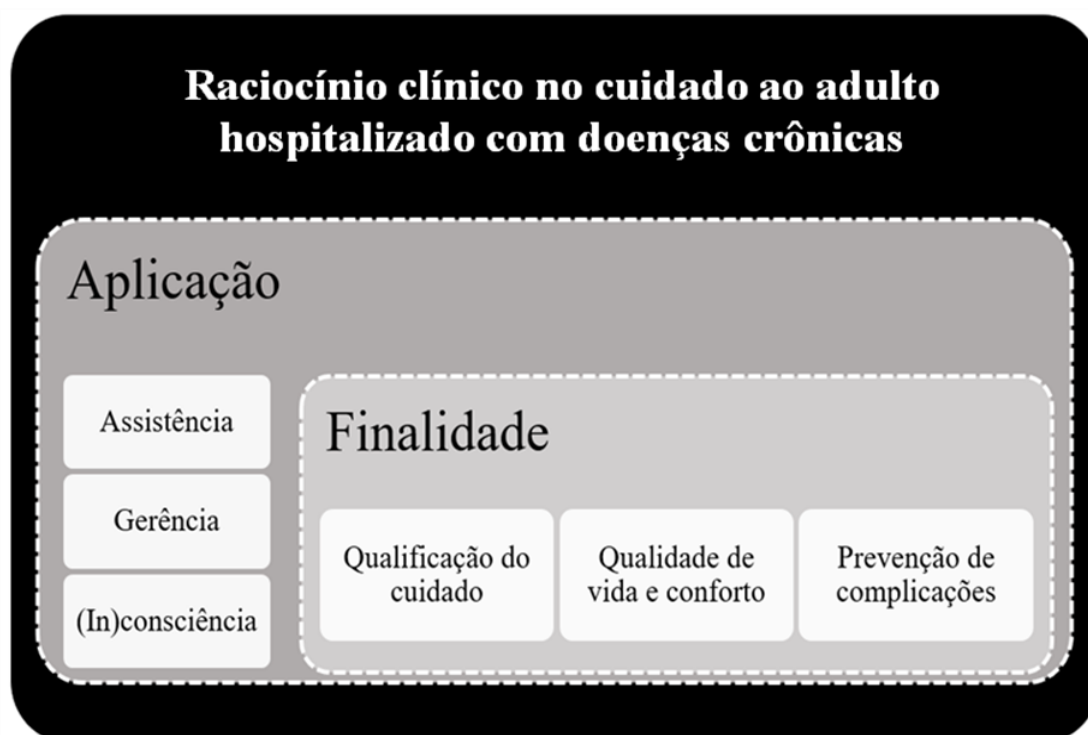 Raciocínio clínico no cuidado ao adulto
hospitalizado com doenças crônicas
Aplicação
Assistência
Gerência
(In)consciência
Finalidade
Qualificação do
cuidado
Qualidade de
vida e conforto
Prevenção de
complicações